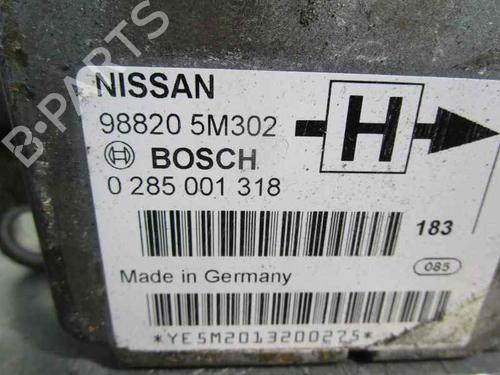 NISSAN
98820 5M302
H
BOSCH
0 285 001 318
183
Made in Germany
085
*YE5M2013200275*
B-PARTS